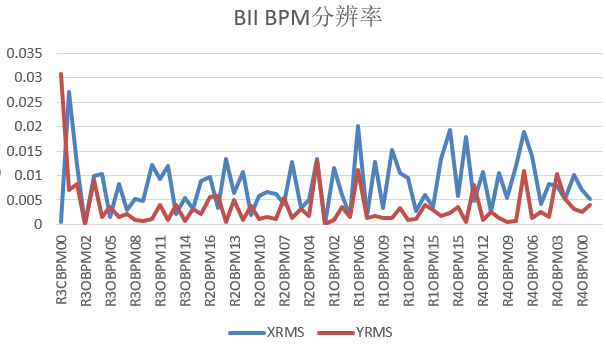 BII BPM分辨率
0.035
0.03
0.025
0.02
0.015
0.01
0.005
0
R3CBPM00
R3OBPM02
R3OBPM05
R3OBPM08
R3OBPM11
R3OBPM14
R2OBPM16
R2OBPM13
R2OBPM10
R2OBPM07
R2OBPM04
R1OBPM03
R1OBPM06
R1OBPM09
R1OBPM12
R1OBPM15
R4OBPM15
R4OBPM12
R4OBPM09
R4OBPM06
R4OBPM03
R4OBPM00
XRMS YRMS